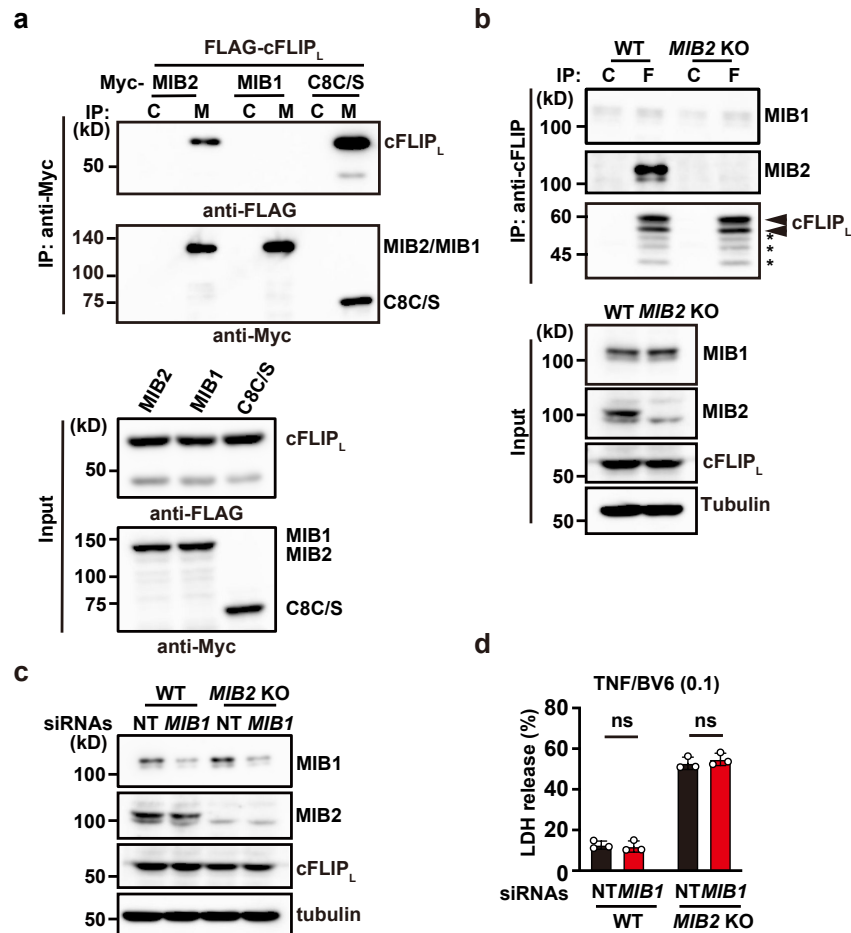 a
FLAG-cFLIPL
Myc- MIB2 MIB1 C8C/S
IP: C M C M C M
(kD)
50
cFLIPL
IP: anti-Myc
anti-FLAG
140
100
75
MIB2/MIB1
C8C/S
anti-Myc
MIB2 MIB1 C8C/S
(kD)
50
cFLIPL
Input
anti-FLAG
150
100
75
MIB1
MIB2
C8C/S
anti-Myc
b
WT MIB2 KO
IP: C F C F
(kD)
100
MIB1
100
MIB2
IP: anti-cFLIP
60
45
cFLIPL
*
*
*
WT MIB2 KO
(kD)
100
MIB1
100
MIB2
Input
50
cFLIPL
50
Tubulin
c
WT MIB2 KO
siRNAs NT MIB1 NT MIB1
(kD)
100
MIB1
100
MIB2
50
cFLIPL
50
tubulin
d
TNF/BV6 (0.1)
LDH release (%)
80
60
40
20
0
ns ns
siRNAs NT MIB1 NT MIB1
WT MIB2 KO